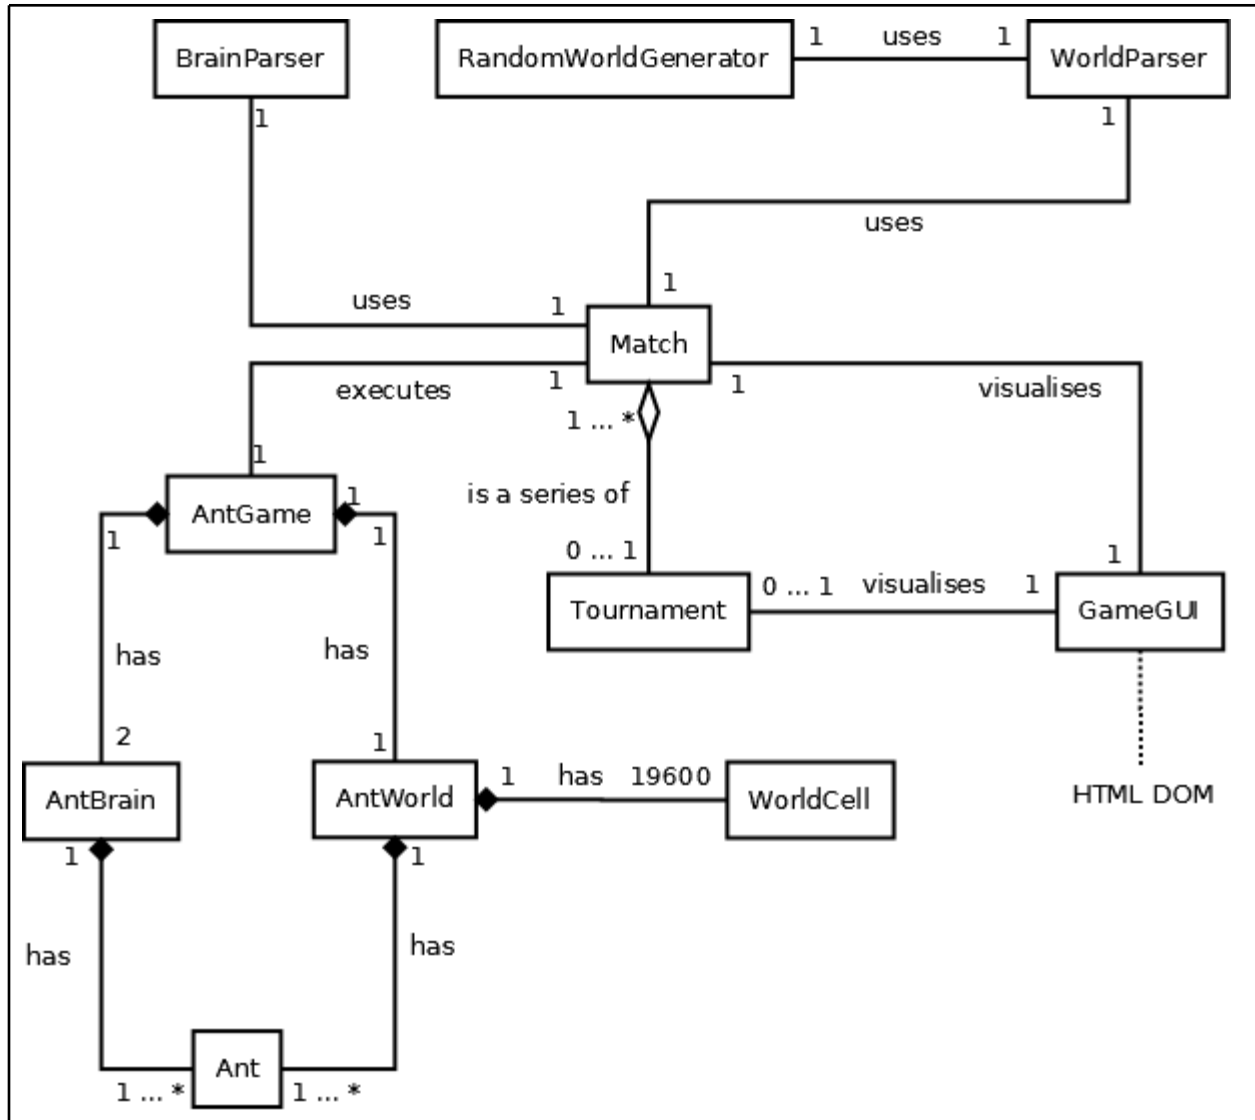 BrainParser
RandomWorldGenerator
1 uses 1
WorldParser
1
1
uses
1
uses
1
Match
executes
1
1
visualises
1 ... *
1
is a series of
AntGame
1
1
1
0 ... 1
1
Tournament
0 ... 1 visualises 1
GameGUI
has
has
2
1
AntBrain
AntWorld
1 has 19600
WorldCell
HTML DOM
1
1
has
has
Ant
1 ... *
1 ... *